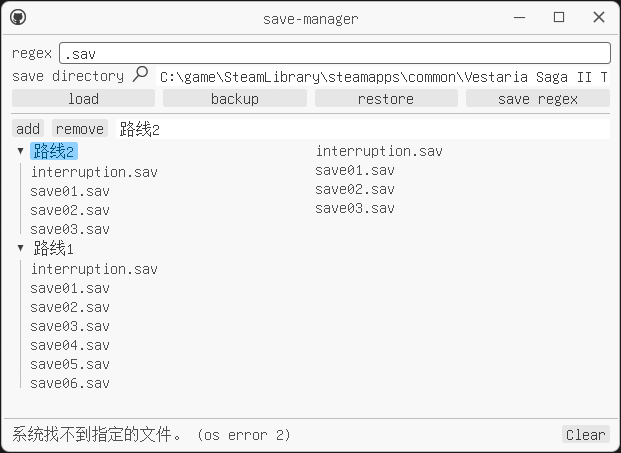 save-manager
regex .sav
save directory C:\game\SteamLibrary\steamapps\common\Vestaria Saga II T
load backup restore save regex
add remove 路线2
路线2
interruption.sav
save01.sav
save02.sav
save03.sav
路线1
interruption.sav
save01.sav
save02.sav
save03.sav
save04.sav
save05.sav
save06.sav
interruption.sav
save01.sav
save02.sav
save03.sav
系统找不到指定的文件。 (os error 2) Clear